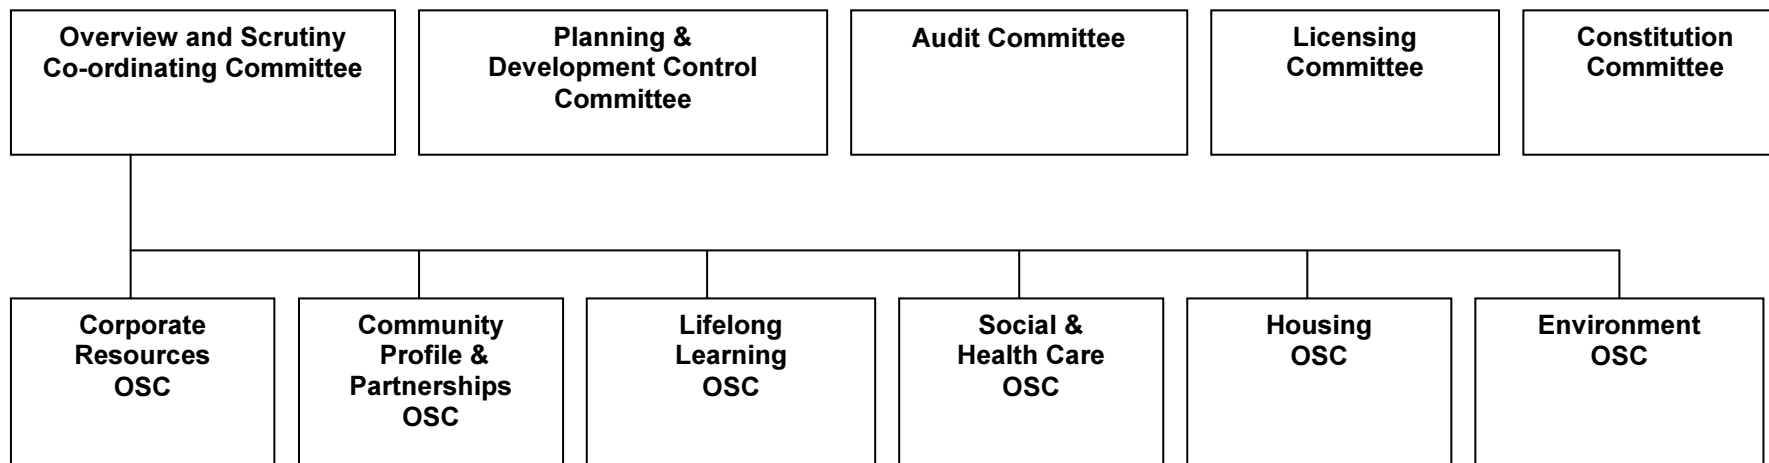 Overview and Scrutiny
Co-ordinating Committee
Planning &
Development Control
Committee
Audit Committee
Licensing
Committee
Constitution
Committee
Corporate
Resources
OSC
Community
Profile &
Partnerships
OSC
Lifelong
Learning
OSC
Social &
Health Care
OSC
Housing
OSC
Environment
OSC